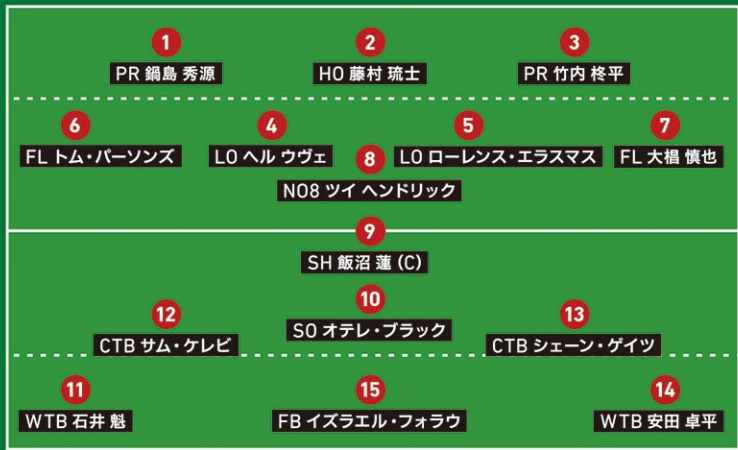 1
2
3
PR 鍋島 秀源
HO 藤村 琉士
PR 竹内 柊平
6
4
5
7
FL トム・パーソンズ
LO ヘル ウヴェ
8
LO ローレンス・エラスマス
FL 大椙 慎也
NO8 ツイ ヘンドリック
9
SH 飯沼 蓮 (C)
10
SO オテレ・ブラック
12
CTB サム・ケレビ
13
CTB シェーン・ゲイツ
11
WTB 石井 魁
15
FB イズラエル・フォラウ
14
WTB 安田 卓平